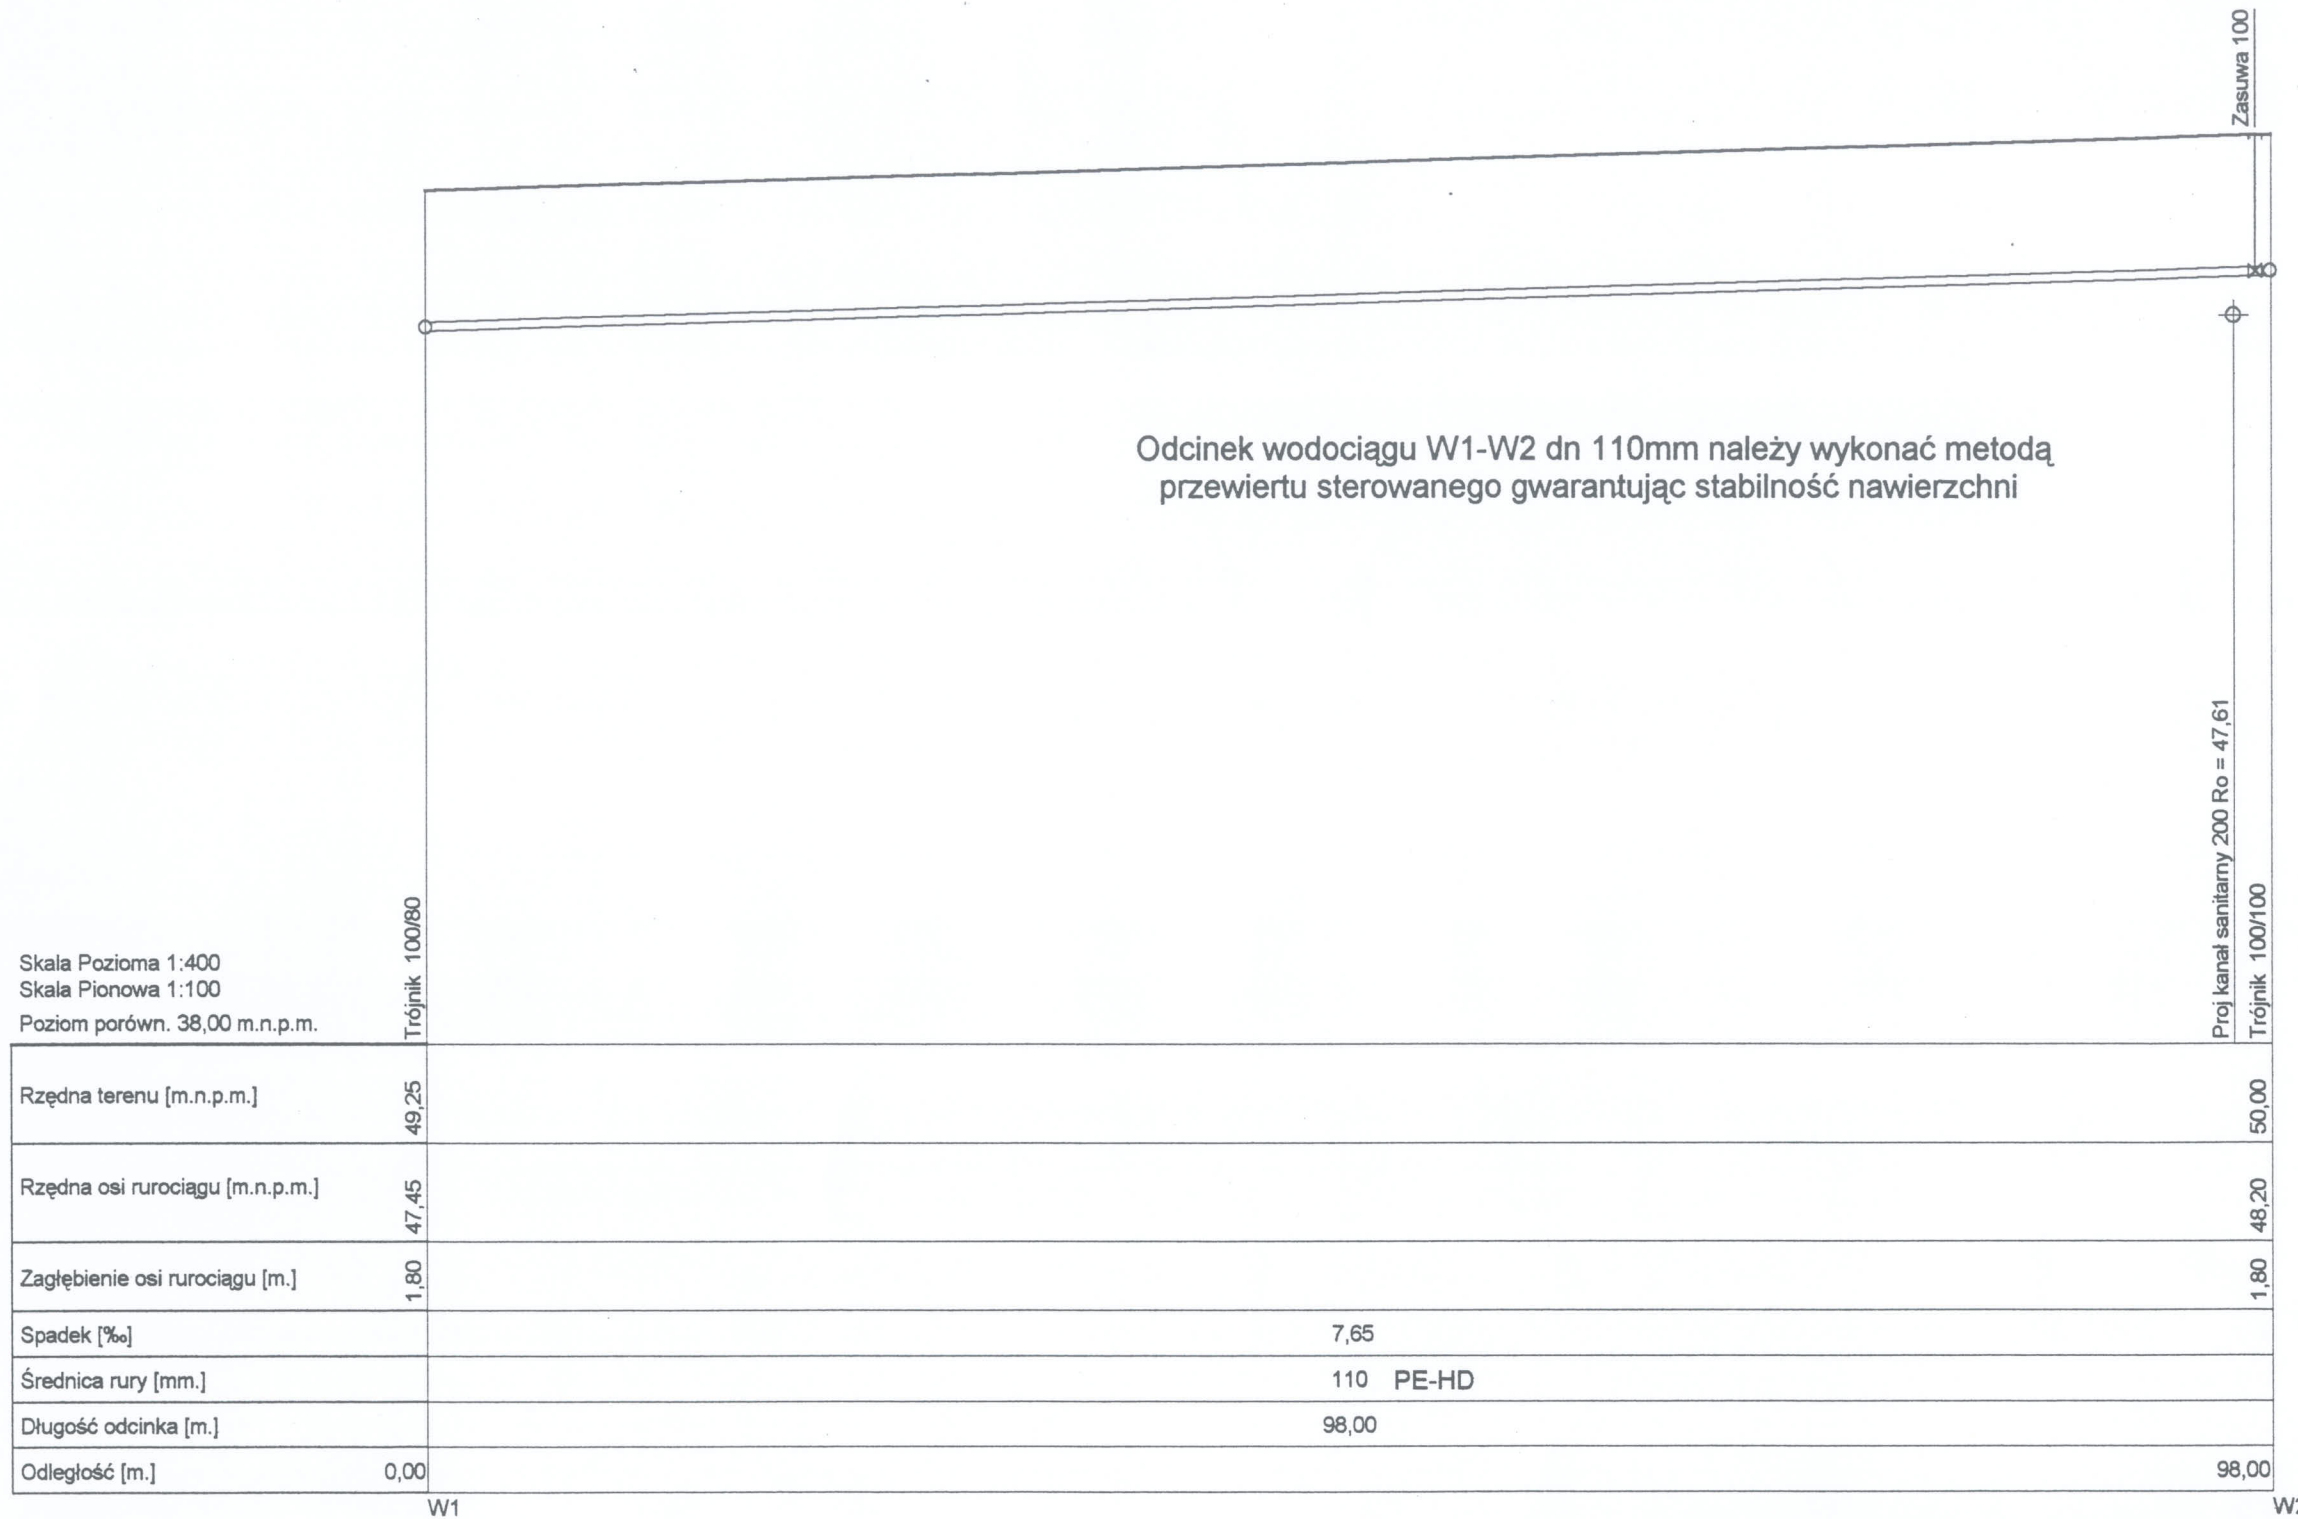 Zasuwa 100
Odcinek wodociągu W1-W2 dn 110mm należy wykonać metodą
przewiertu sterowanego gwarantując stabilność nawierzchni
Skala Pozioma 1:400
Skala Pionowa 1:100
Poziom porówn. 38,00 m.n.p.m.
Trójnik 100/80
Proj kanał sanitarny 200 Ro = 47,61
Trójnik 100/100
Rzędna terenu [m.n.p.m.] 49,25 50,00
Rzędna osi rurociągu [m.n.p.m.] 47,45 48,20
Zagłębienie osi rurociągu [m.] 1,80 1,80
Spadek [‰] 7,65
Średnica rury [mm.] 110 PE-HD
Długość odcinka [m.] 98,00
Odległość [m.] 0,00 98,00
W1 W2